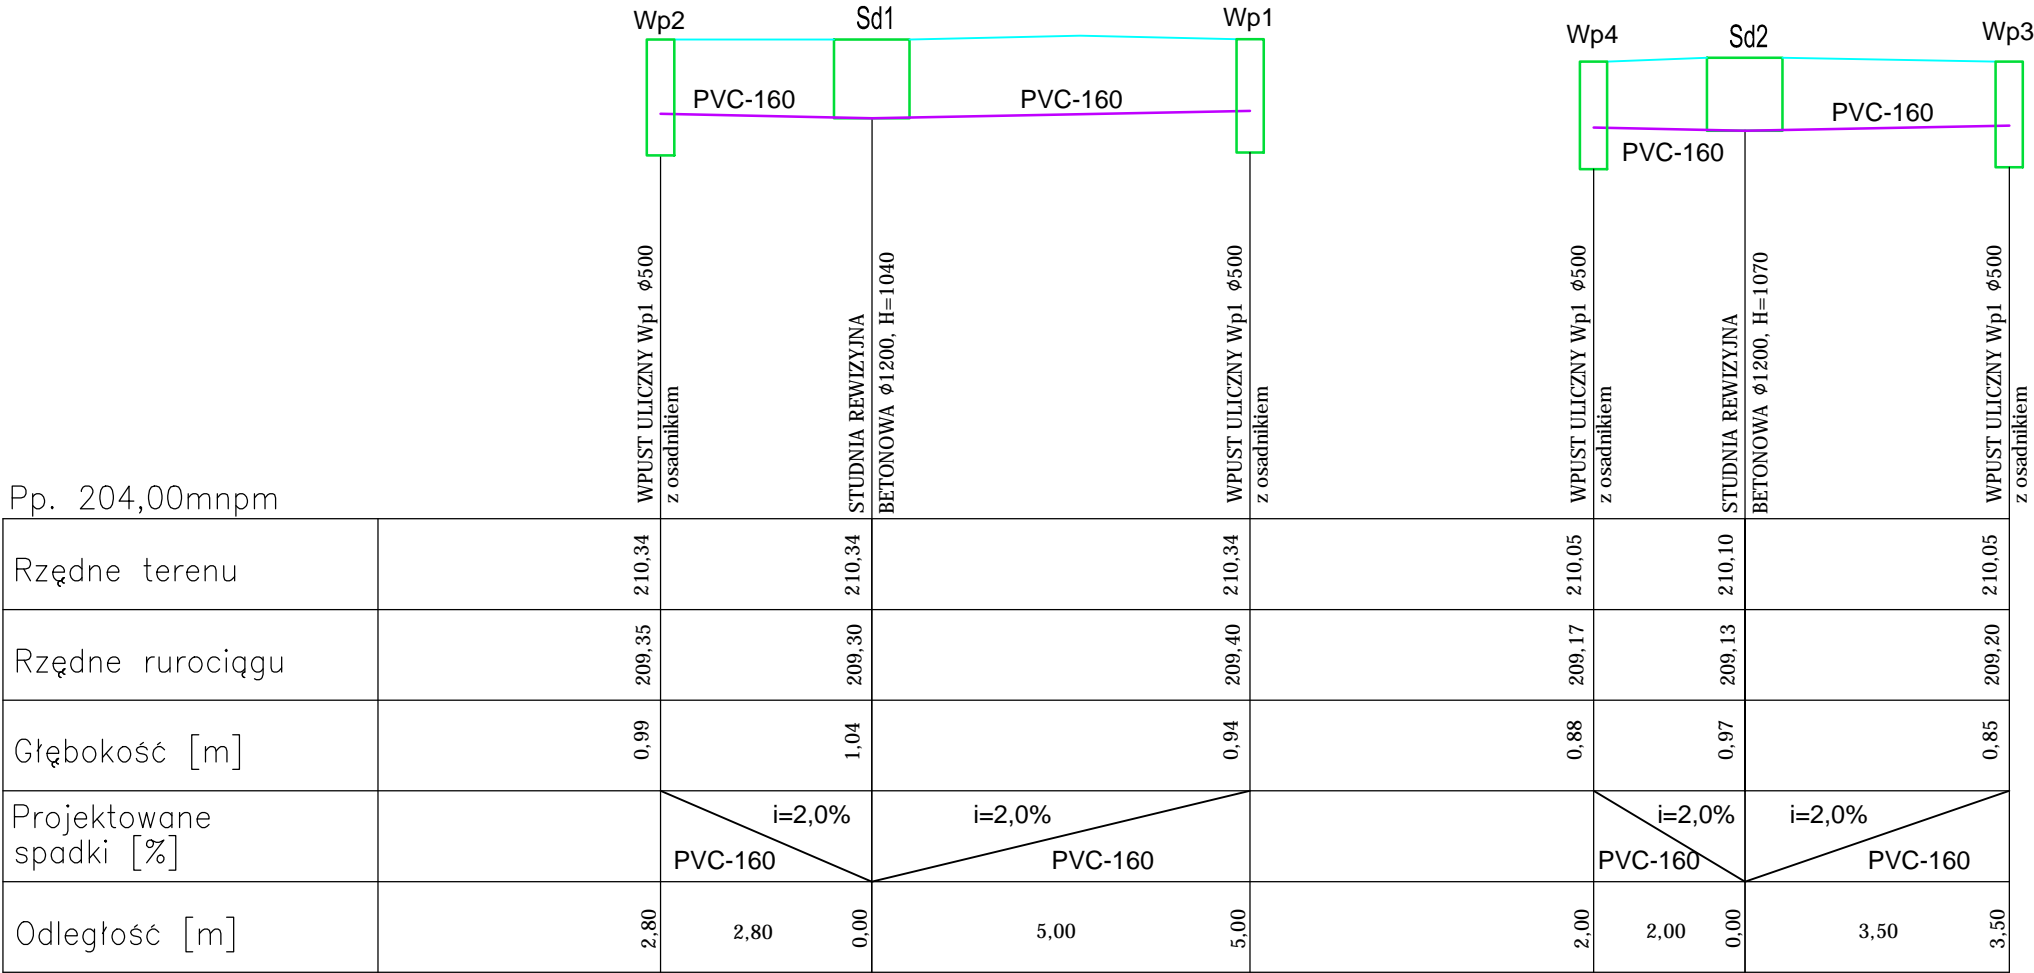 Wp2
Sd1
Wp1
Wp4
Sd2
Wp3
PVC-160
PVC-160
PVC-160
PVC-160
WPUST ULICZNY Wp1 ϕ500
z osadnikiem
STUDNIA REWIZYJNA
BETONOWA ϕ1200, H=1040
WPUST ULICZNY Wp1 ϕ500
z osadnikiem
WPUST ULICZNY Wp1 ϕ500
z osadnikiem
STUDNIA REWIZYJNA
BETONOWA ϕ1200, H=1070
WPUST ULICZNY Wp1 ϕ500
z osadnikiem
Pp. 204,00mnpm
Rzędne terenu
210,34
210,34
210,34
210,05
210,10
210,05
Rzędne rurociągu
209,35
209,30
209,40
209,17
209,13
209,20
Głębokość [m]
0,99
1,04
0,94
0,88
0,97
0,85
Projektowane
spadki [%]
i=2,0%
PVC-160
i=2,0%
PVC-160
i=2,0%
PVC-160
i=2,0%
PVC-160
Odległość [m]
2,80
2,80
0,00
5,00
5,00
2,00
2,00
0,00
3,50
3,50